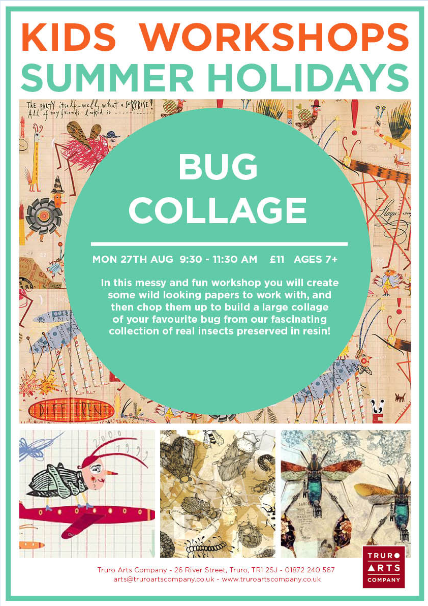 KIDS WORKSHOPS
SUMMER HOLIDAYS
BUG
COLLAGE
MON 27TH AUG 9:30 - 11:30 AM £11 AGES 7+
In this messy and fun workshop you will create
some wild looking papers to work with, and
then chop them up to build a large collage
of your favourite bug from our fascinating
collection of real insects preserved in resin!
Truro Arts Company - 26 River Street, Truro, TR1 2SJ - 01872 240 567
arts@truroartscompany.co.uk - www.truroartscompany.co.uk
TRURO
ARTS
COMPANY